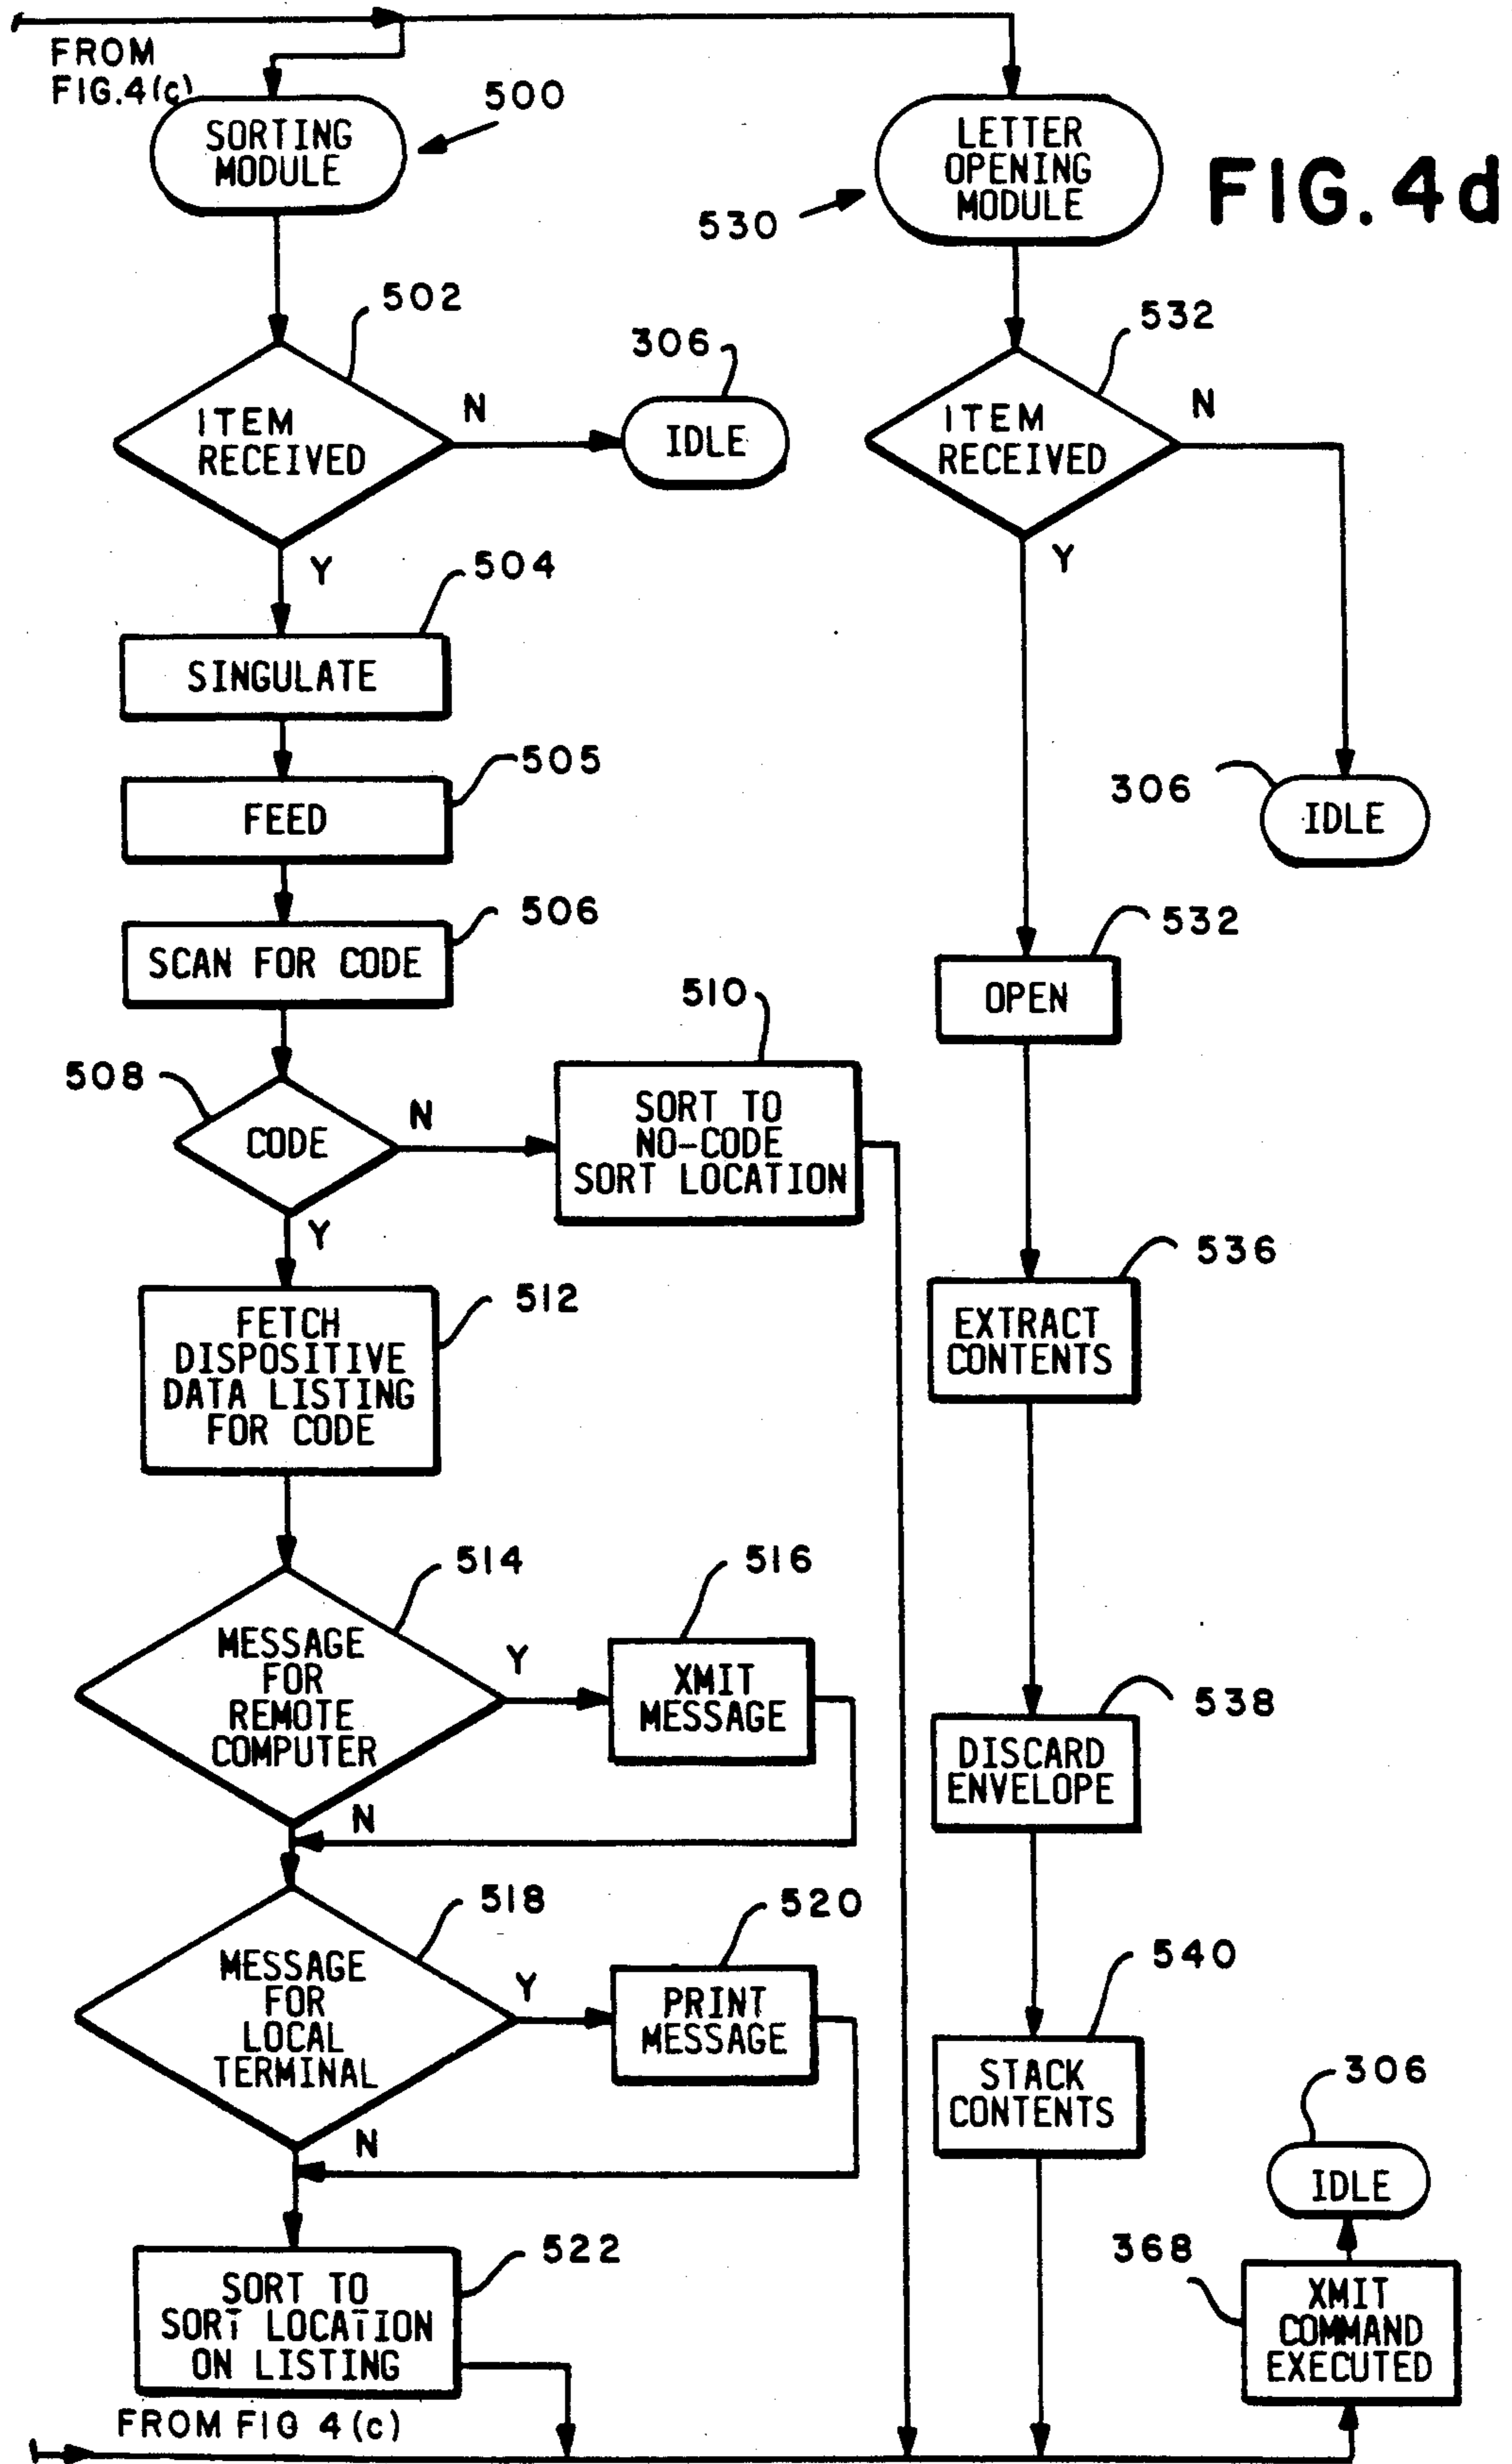 FROM
FIG.4(c)
SORTING
MODULE
500
LETTER
OPENING
MODULE
530
FIG. 4d
502
ITEM
RECEIVED
N
306
IDLE
Y
504
SINGULATE
505
FEED
506
SCAN FOR CODE
508
CODE
N
510
SORT TO
NO-CODE
SORT LOCATION
Y
512
FETCH
DISPOSITIVE
DATA LISTING
FOR CODE
514
MESSAGE
FOR
REMOTE
COMPUTER
Y
516
XMIT
MESSAGE
N
518
MESSAGE
FOR
LOCAL
TERMINAL
Y
520
PRINT
MESSAGE
N
522
SORT TO
SORT LOCATION
ON LISTING
FROM FIG 4(c)
532
ITEM
RECEIVED
N
Y
306
IDLE
532
OPEN
536
EXTRACT
CONTENTS
538
DISCARD
ENVELOPE
540
STACK
CONTENTS
306
IDLE
368
XMIT
COMMAND
EXECUTED